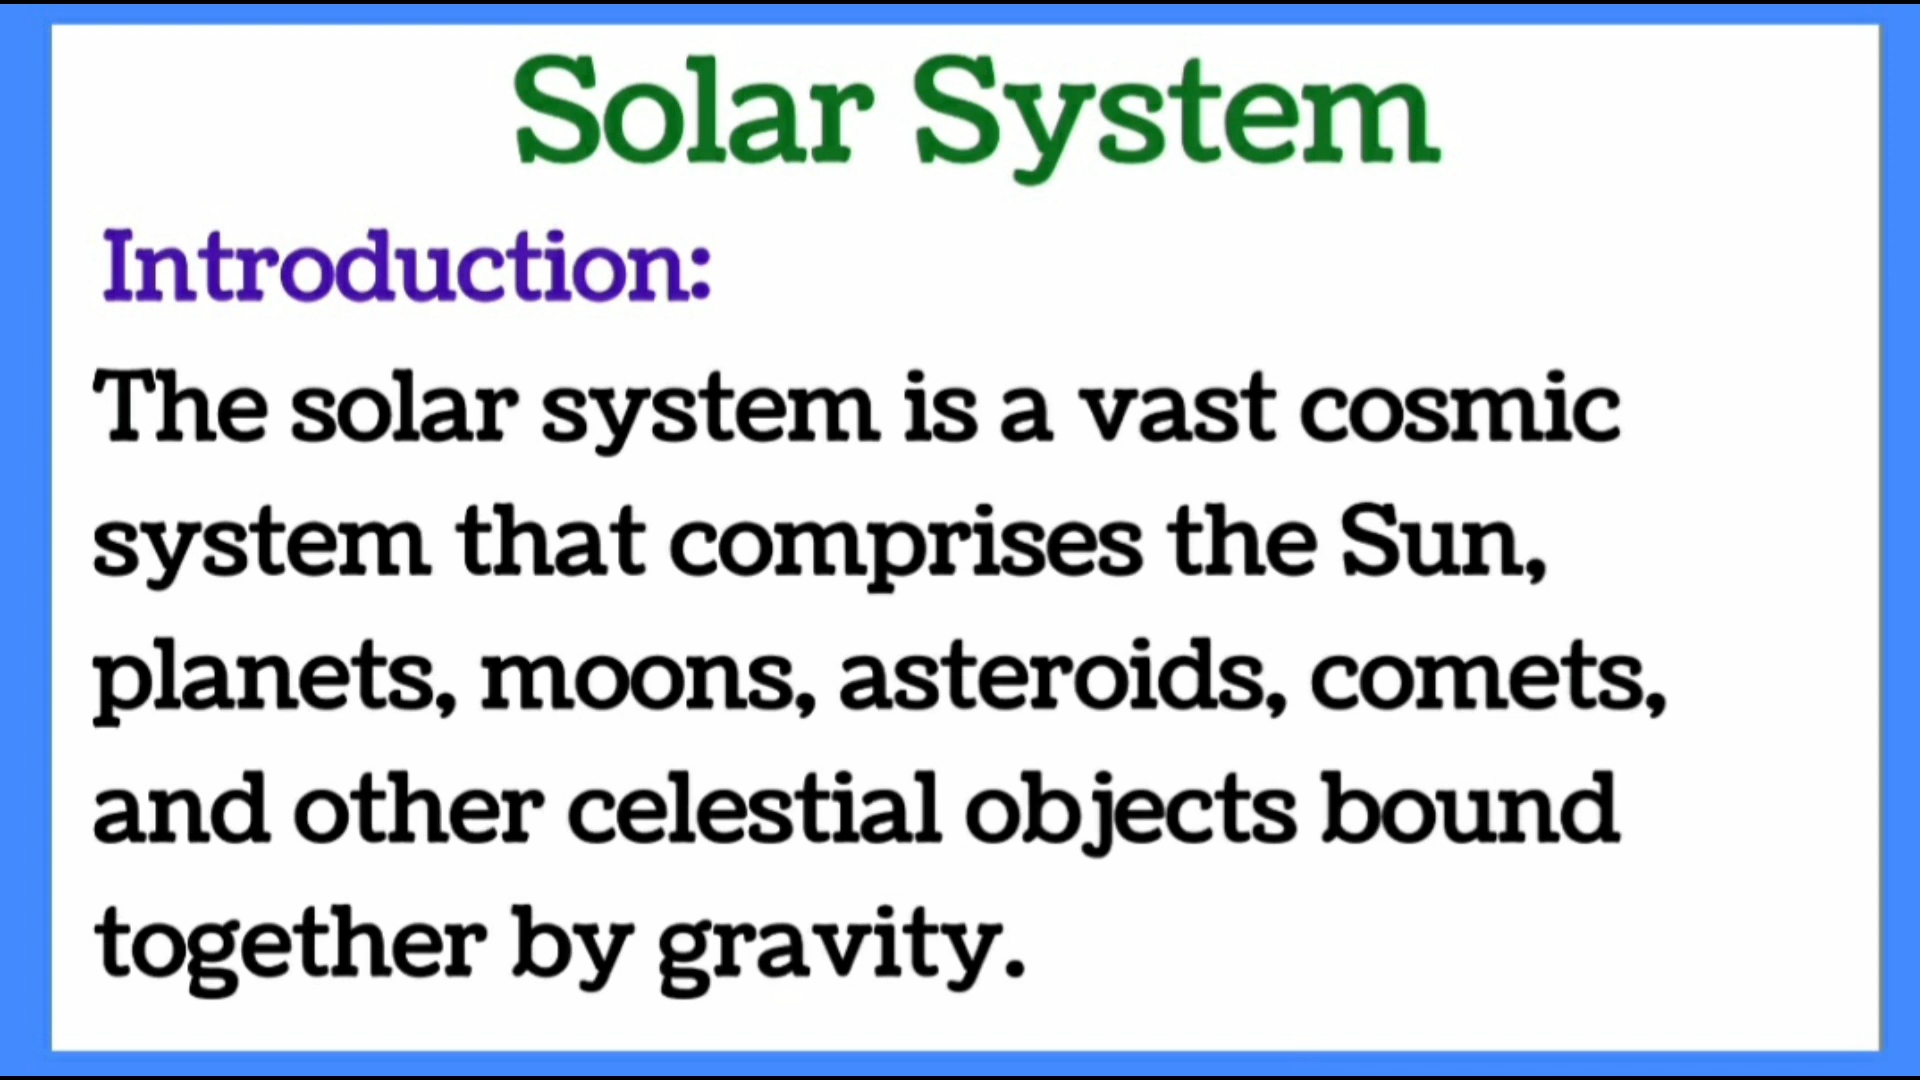 Solar System
Introduction:
The solar system is a vast cosmic
system that comprises the Sun,
planets, moons, asteroids, comets,
and other celestial objects bound
together by gravity.